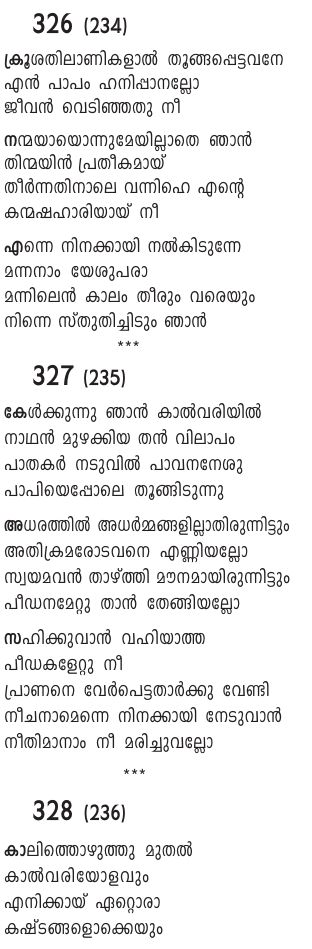 326 (234)
ക്രൂശതിലാണികളാൽ തൂങ്ങപ്പെട്ടവനേ
എൻ പാപം ഹനിപ്പാനല്ലോ
ജീവൻ വെടിഞ്ഞതു നീ
നന്മയായൊന്നുമേയില്ലാതെ ഞാൻ
തിന്മയിൻ പ്രതീകമായ്
തീർന്നതിനാലെ വന്നിഹെ എന്റെ
കന്മഷഹാരിയായ് നീ
എന്നെ നിനക്കായി നൽകിടുന്നേ
മന്നനാം യേശുപരാ
മന്നിലെൻ കാലം തീരും വരെയും
നിന്നെ സ്തുതിച്ചിടും ഞാൻ
***
327 (235)
കേൾക്കുന്നു ഞാൻ കാൽവരിയിൽ
നാഥൻ മുഴക്കിയ തൻ വിലാപം
പാതകർ നടുവിൽ പാവനനേശു
പാപിയെപ്പോലെ തൂങ്ങിടുന്നു
അധരത്തിൽ അധർമ്മങ്ങളില്ലാതിരുന്നിട്ടും
അതിക്രമരോടവനെ എണ്ണിയല്ലോ
സ്വയമവൻ താഴ്ത്തി മൗനമായിരുന്നിട്ടും
പീഡനമേറ്റു താൻ തേങ്ങിയല്ലോ
സഹിക്കുവാൻ വഹിയാത്ത
പീഡകളേറ്റു നീ
പ്രാണനെ വേർപെട്ടതാർക്കു വേണ്ടി
നീചനാമെന്നെ നിനക്കായി നേടുവാൻ
നീതിമാനാം നീ മരിച്ചുവല്ലോ
***
328 (236)
കാലിത്തൊഴുത്തു മുതൽ
കാൽവരിയോളവും
എനിക്കായ് ഏറ്റൊരാ
കഷ്ടങ്ങളൊക്കെയും